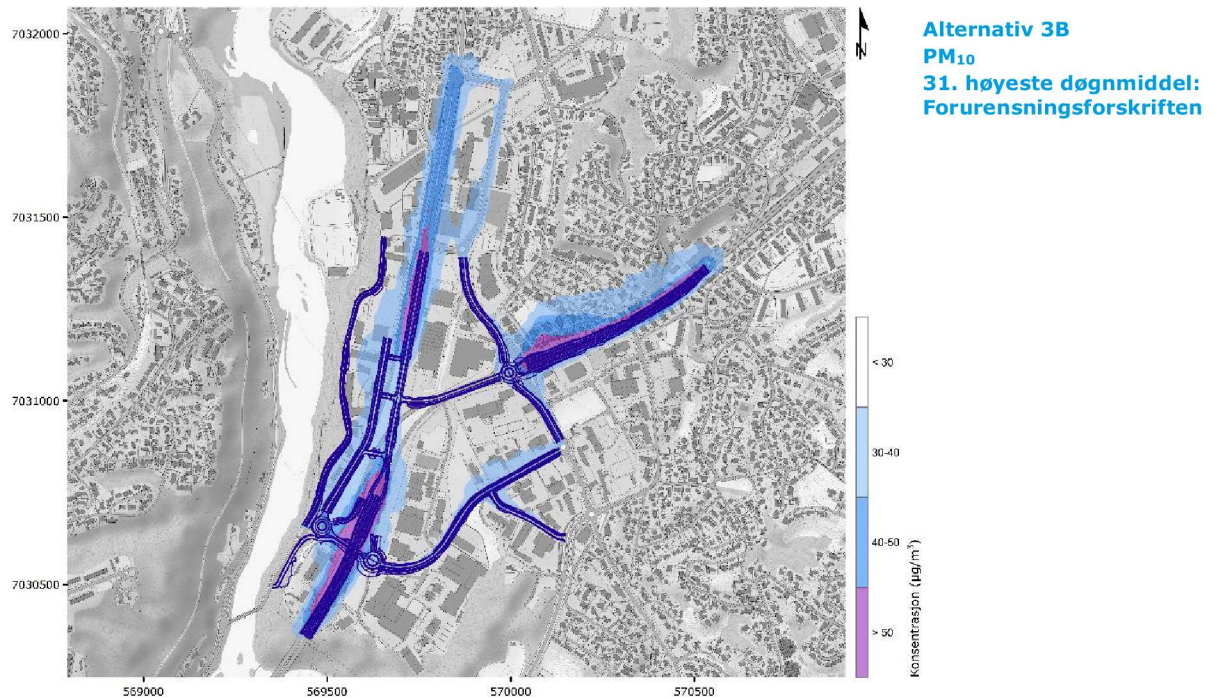 Alternativ 3B
PM₁₀
31. høyeste døgnmiddel:
Forurensningsforskriften
N
7032000
7031500
7031000
7030500
569000
569500
570000
570500
< 30
30-40
40-50
> 50
Konsentrasjon (µg/m³)